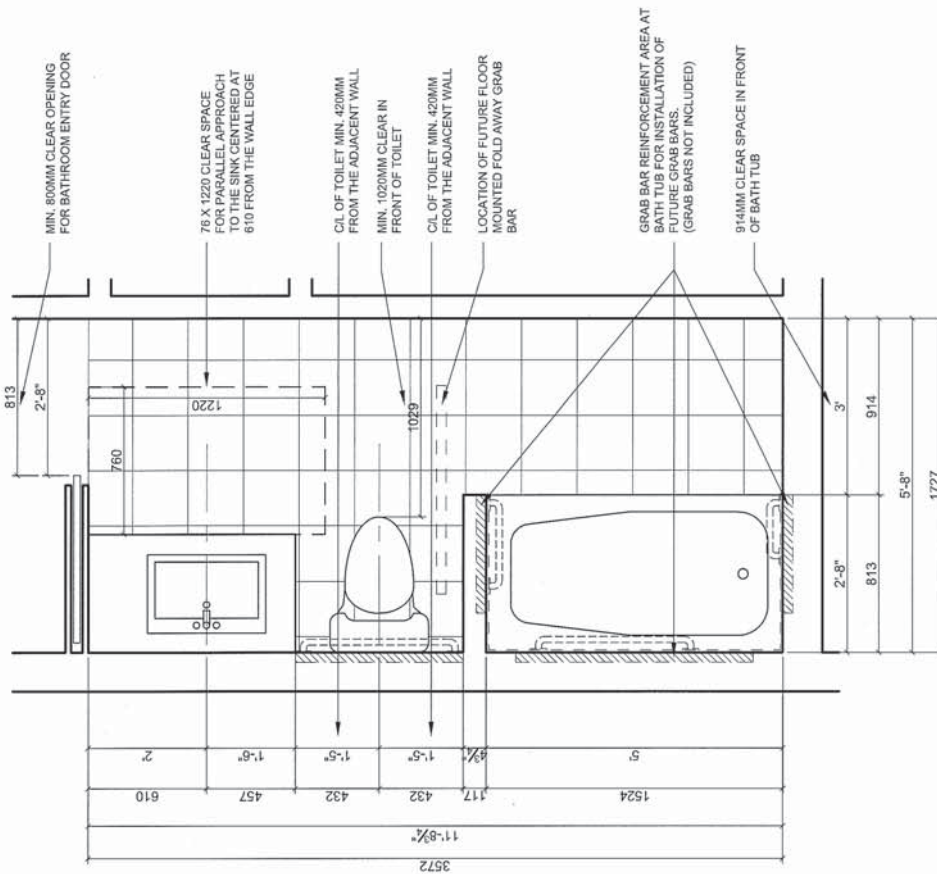 MIN. 800MM CLEAR OPENING
FOR BATHROOM ENTRY DOOR
76 X 1220 CLEAR SPACE
FOR PARALLEL APPROACH
TO THE SINK CENTERED AT
610 FROM THE WALL EDGE
C/L OF TOILET MIN. 420MM
FROM THE ADJACENT WALL
MIN. 1020MM CLEAR IN
FRONT OF TOILET
C/L OF TOILET MIN. 420MM
FROM THE ADJACENT WALL
LOCATION OF FUTURE FLOOR
MOUNTED FOLD AWAY GRAB
BAR
GRAB BAR REINFORCEMENT AREA AT
BATH TUB FOR INSTALLATION OF
FUTURE GRAB BARS.
(GRAB BARS NOT INCLUDED)
914MM CLEAR SPACE IN FRONT
OF BATH TUB
813
2'-8"
1220
760
1029
3'
914
5'-8"
1727
2'-8"
813
2'
1'-6"
1'-5"
1'-5"
4¾"
5'
610
457
432
432
117
1524
11'-8¾"
3572